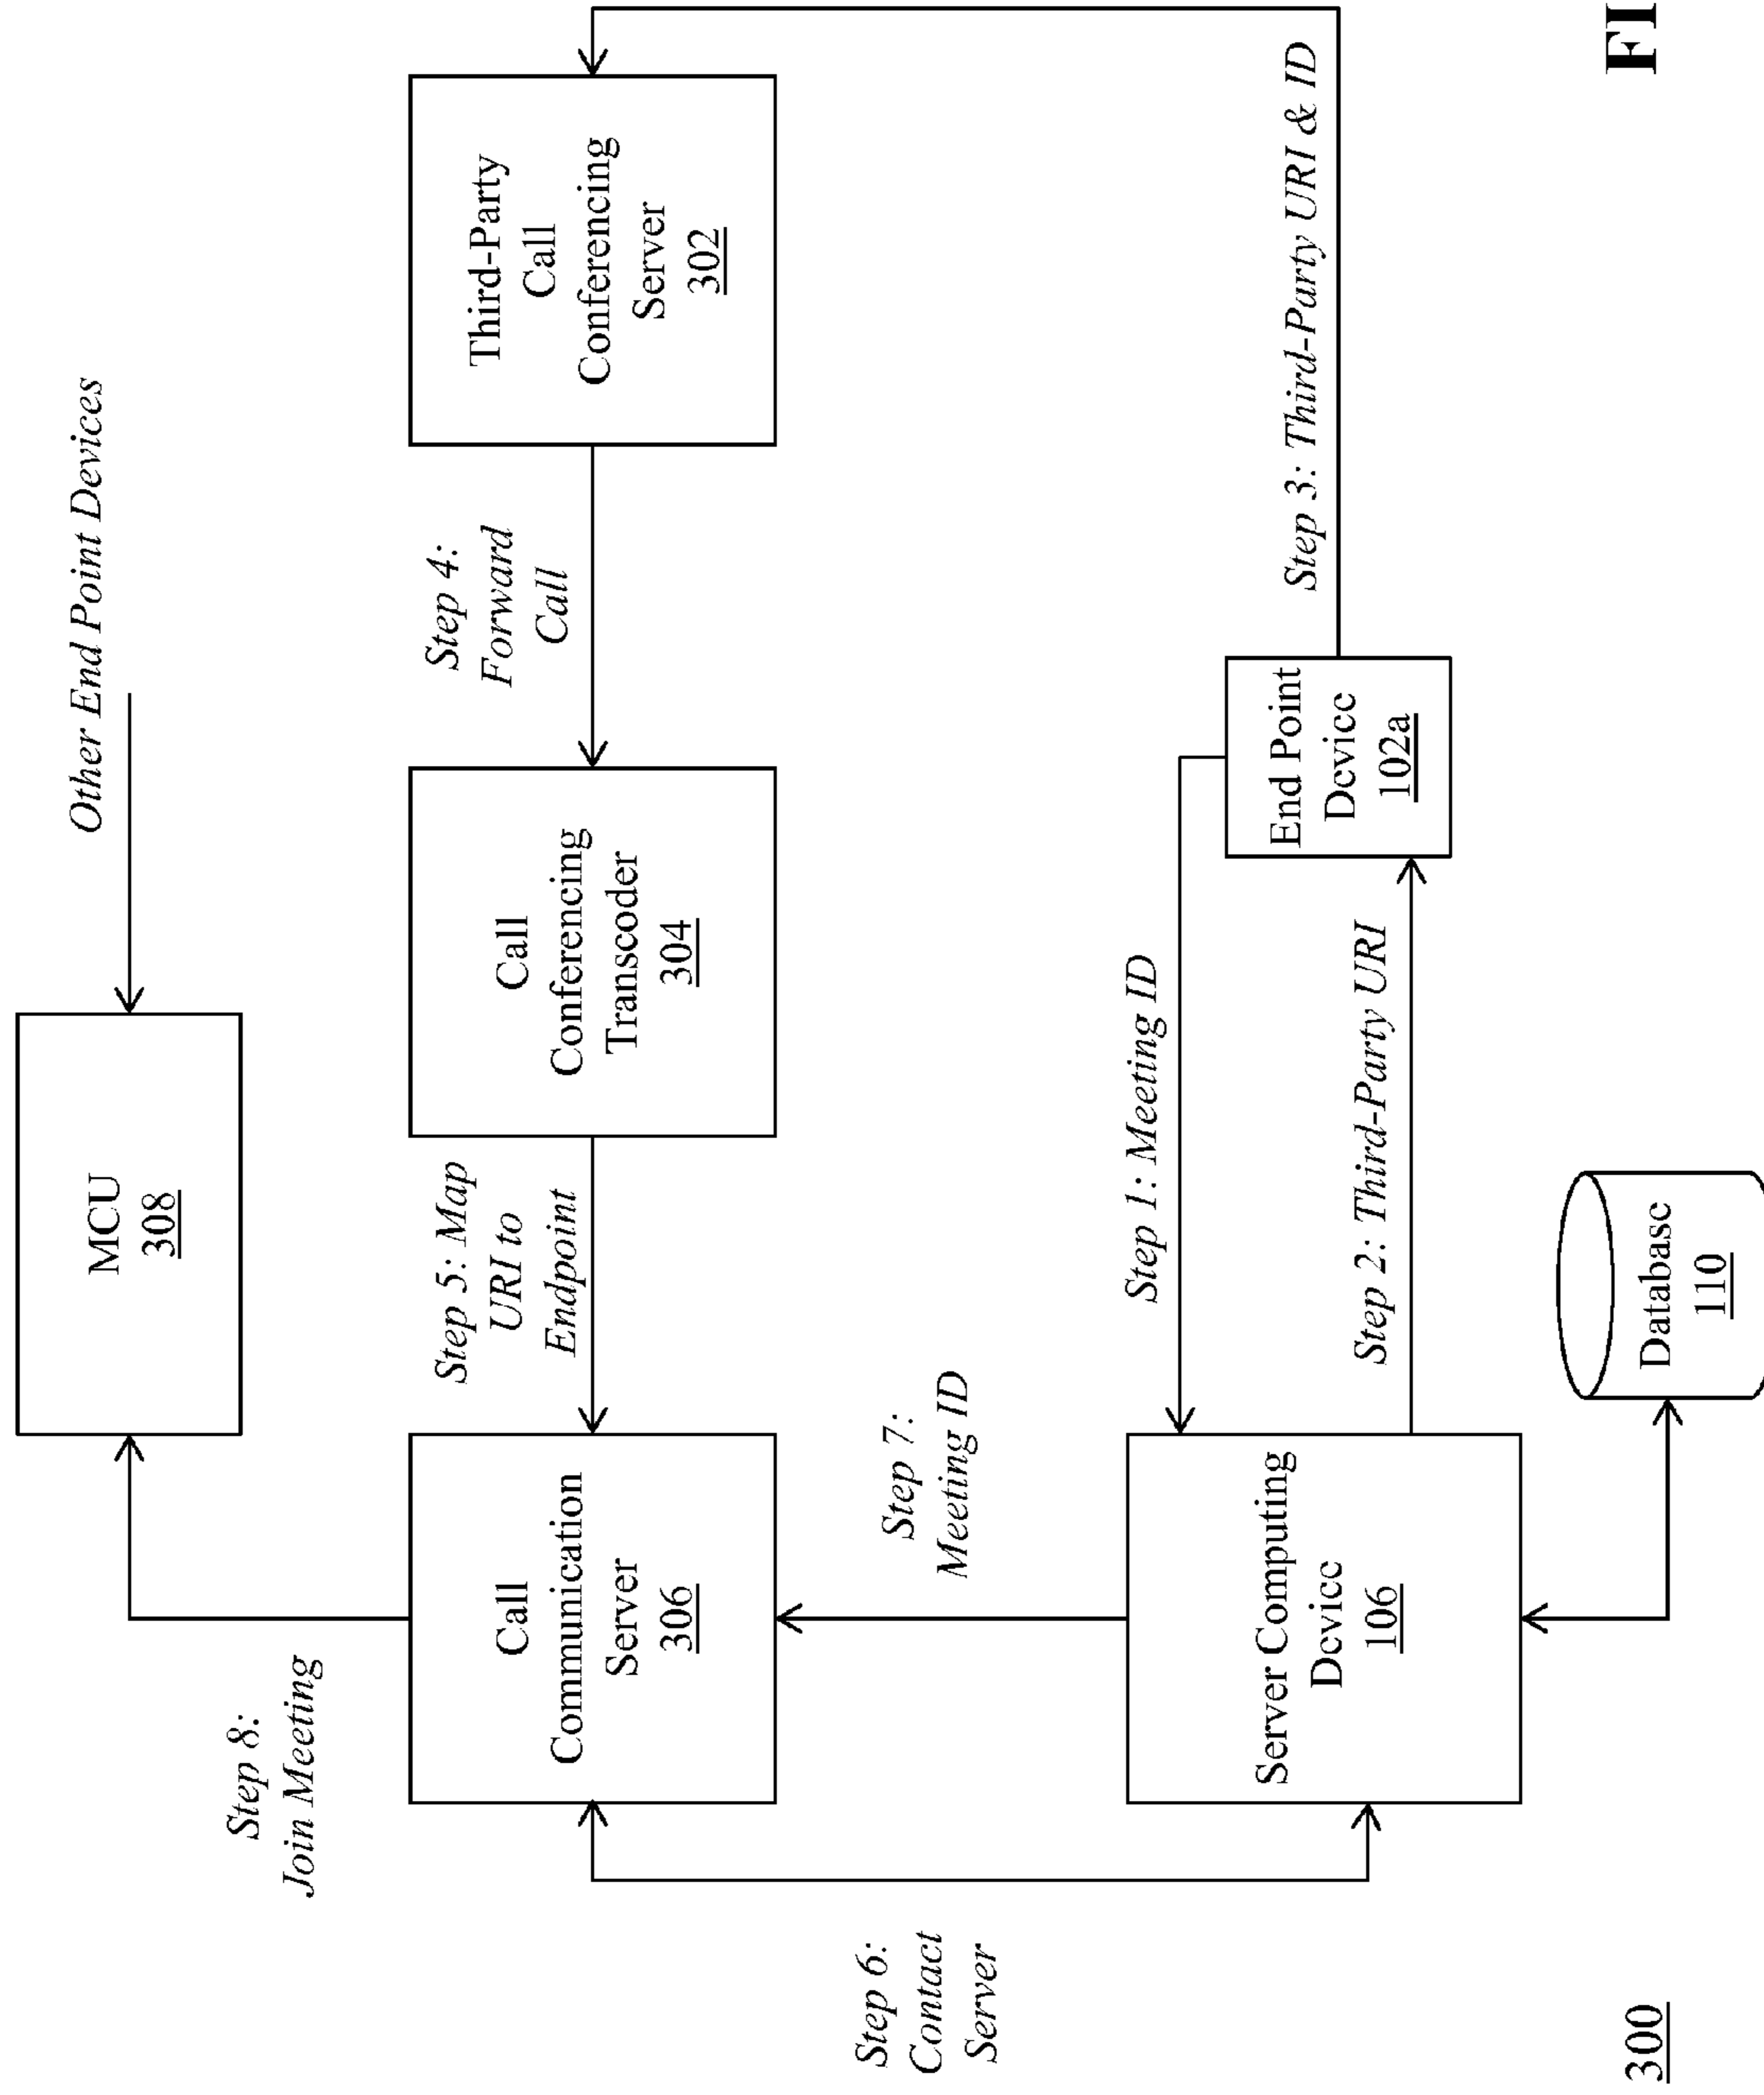 Other End Point Devices
MCU
308
Step 8:
Join Meeting
Call
Communication
Server
306
Step 5: Map
URI to
Endpoint
Call
Conferencing
Transcoder
304
Step 4:
Forward
Call
Third-Party
Call
Conferencing
Server
302
Step 6:
Contact
Server
Step 7:
Meeting ID
Step 1: Meeting ID
Server Computing
Device
106
Step 2: Third-Party URI
End Point
Device
102a
Step 3: Third-Party URI & ID
Database
110
300
FI